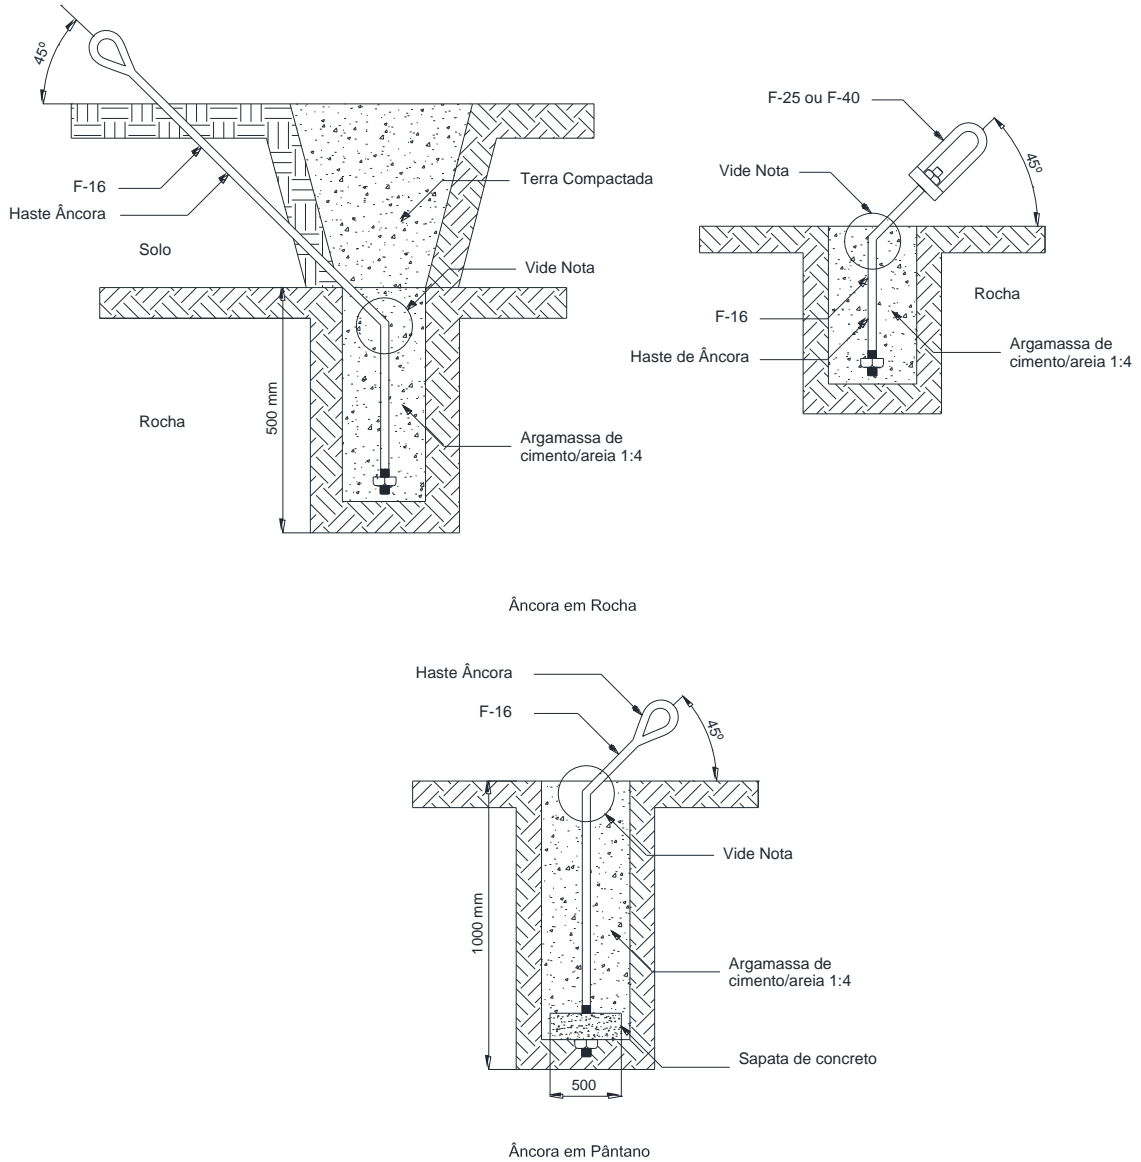 45º
F-16
Haste Âncora
Solo
Terra Compactada
Vide Nota
500 mm
Rocha
Argamassa de
cimento/areia 1:4
F-25 ou F-40
Vide Nota
45º
Rocha
F-16
Haste de Âncora
Argamassa de
cimento/areia 1:4
Âncora em Rocha
Haste Âncora
F-16
45º
Vide Nota
1000 mm
Argamassa de
cimento/areia 1:4
Sapata de concreto
500
Âncora em Pântano